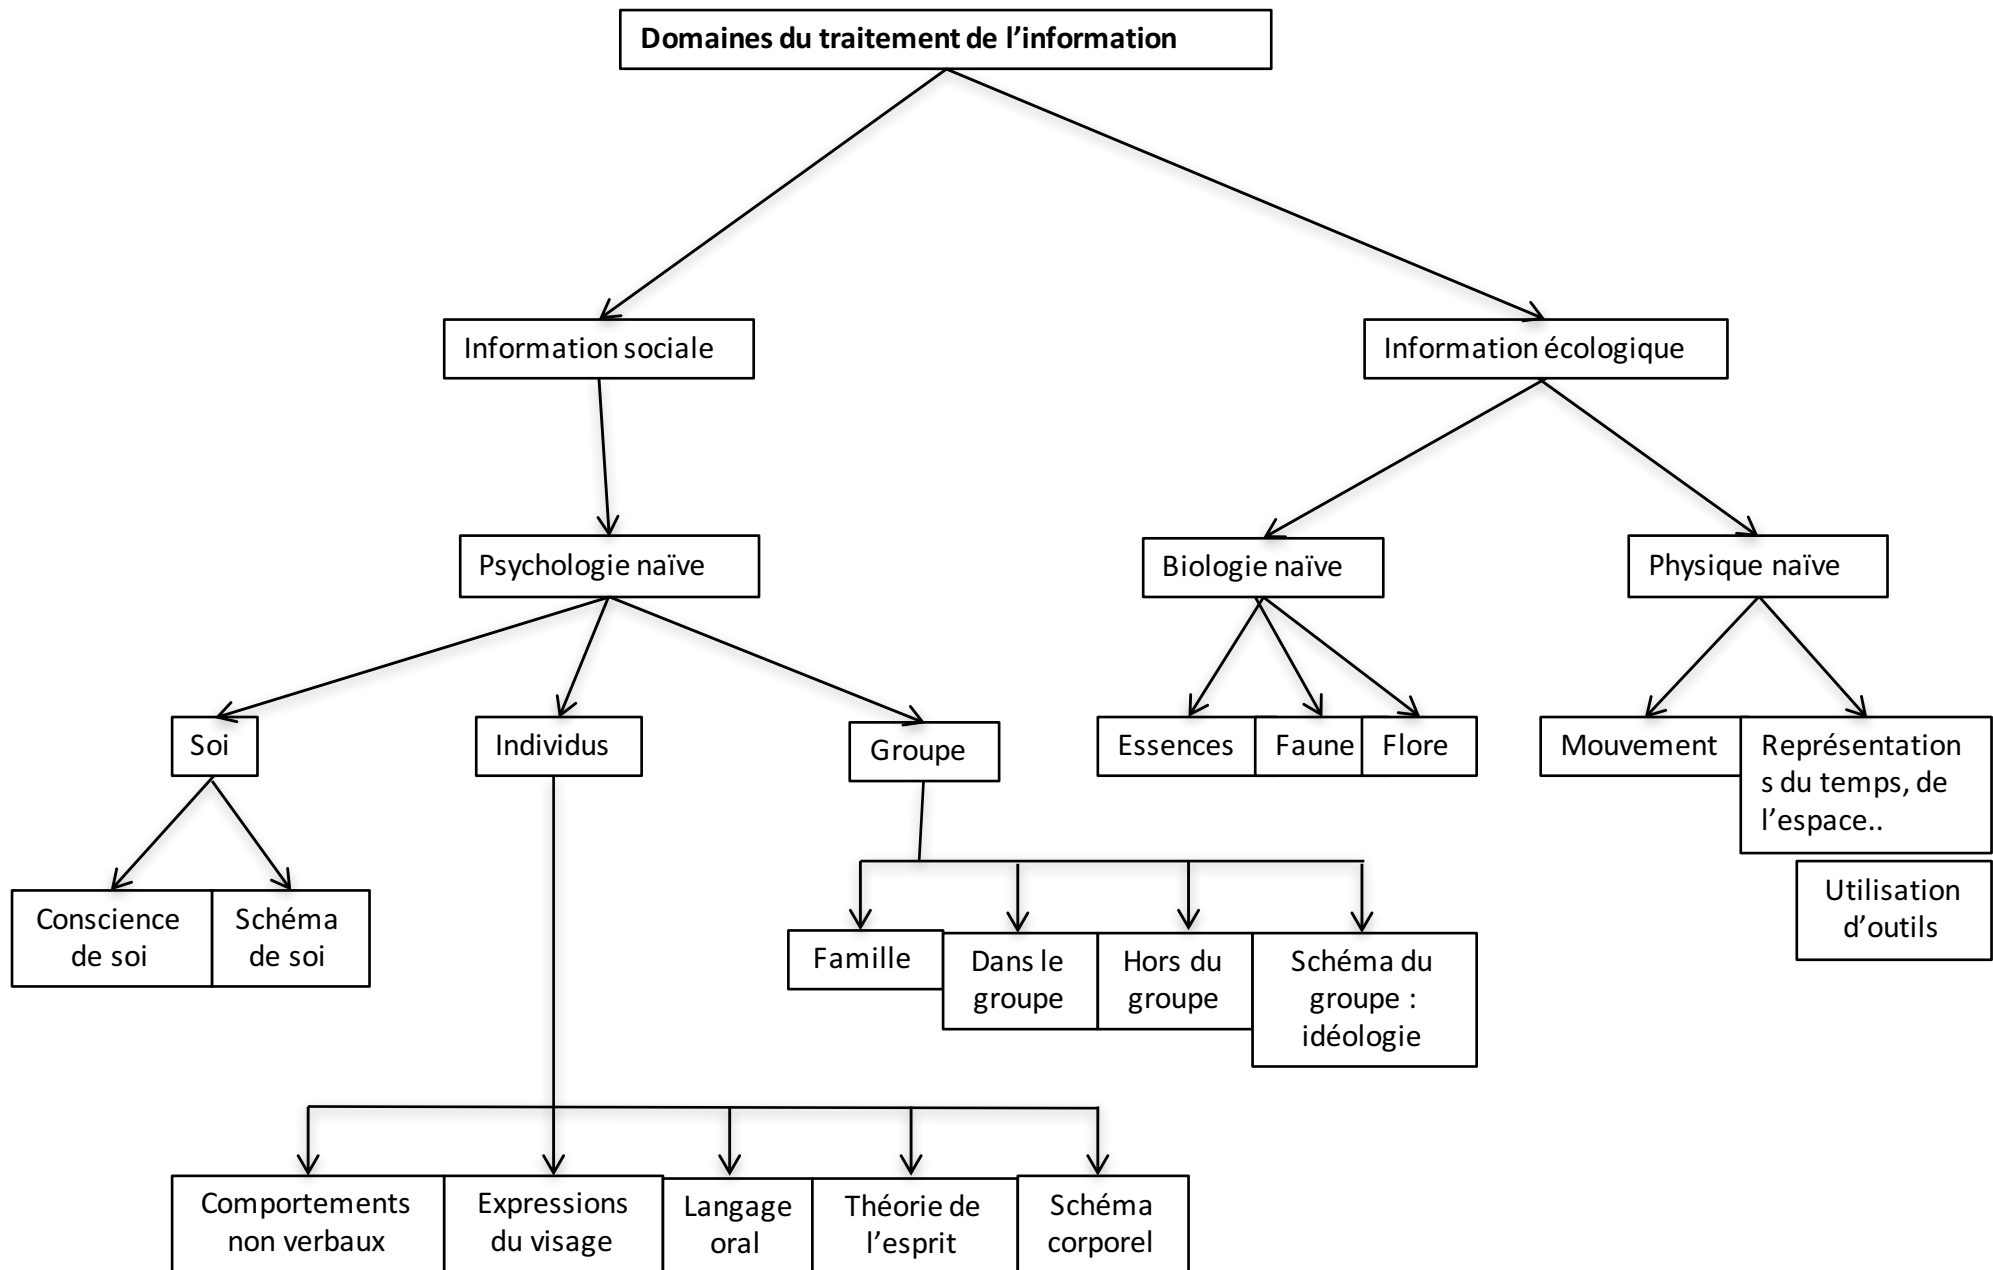 Domaines du traitement de l’information
Information sociale
Information écologique
Psychologie naïve
Biologie naïve
Physique naïve
Soi
Individus
Groupe
Essences
Faune
Flore
Mouvement
Représentation
s du temps, de
l’espace..
Utilisation
d’outils
Conscience
de soi
Schéma
de soi
Famille
Dans le
groupe
Hors du
groupe
Schéma du
groupe :
idéologie
Comportements
non verbaux
Expressions
du visage
Langage
oral
Théorie de
l’esprit
Schéma
corporel